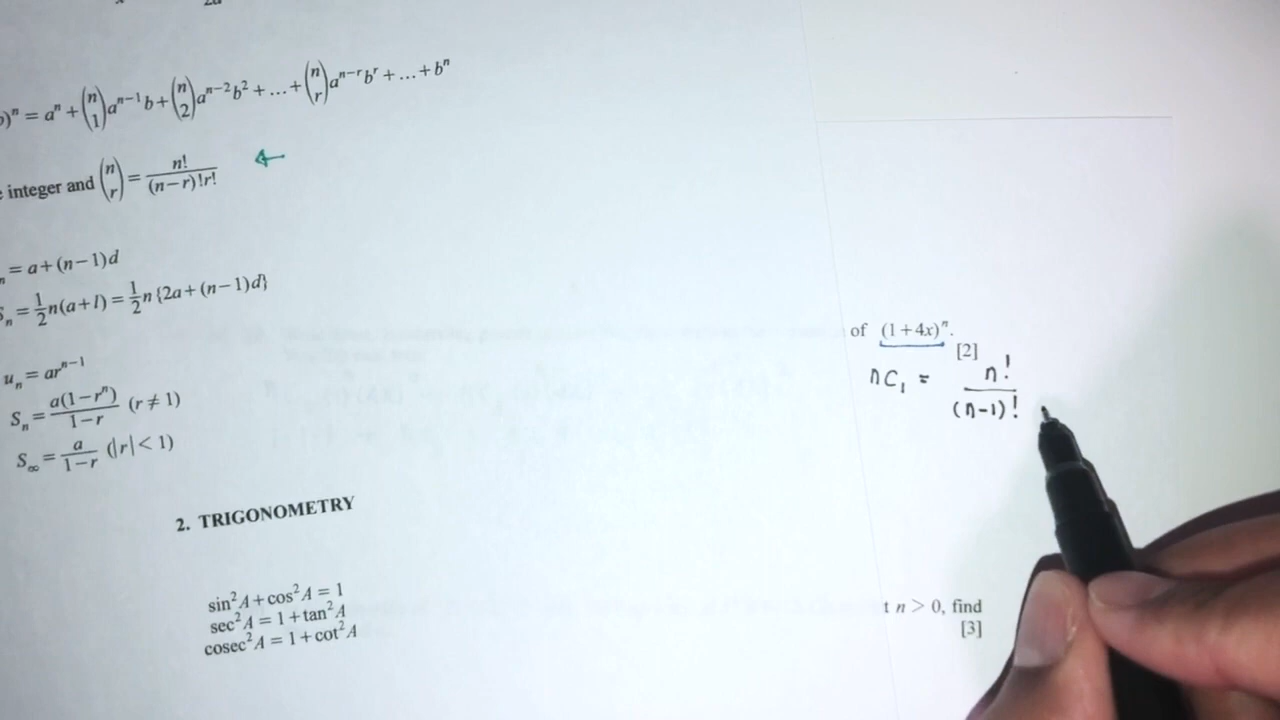 )ⁿ = aⁿ + (n 1)aⁿ⁻¹b + (n 2)aⁿ⁻²b² + … + (n r)aⁿ⁻ʳbʳ + … + bⁿ
integer and (n r) = n!/(n−r)!r!
= a+(n−1)d
Sₙ = 1/2 n(a+l) = 1/2 n{2a+(n−1)d}
uₙ = arⁿ⁻¹
Sₙ = a(1−rⁿ)/1−r (r ≠ 1)
S∞ = a/1−r (|r| < 1)
2. TRIGONOMETRY
sin²A + cos²A = 1
sec²A = 1 + tan²A
cosec²A = 1 + cot²A
of (1+4x)ⁿ.
[2]
nC₁ = n!/(n-1)!
t n > 0, find
[3]